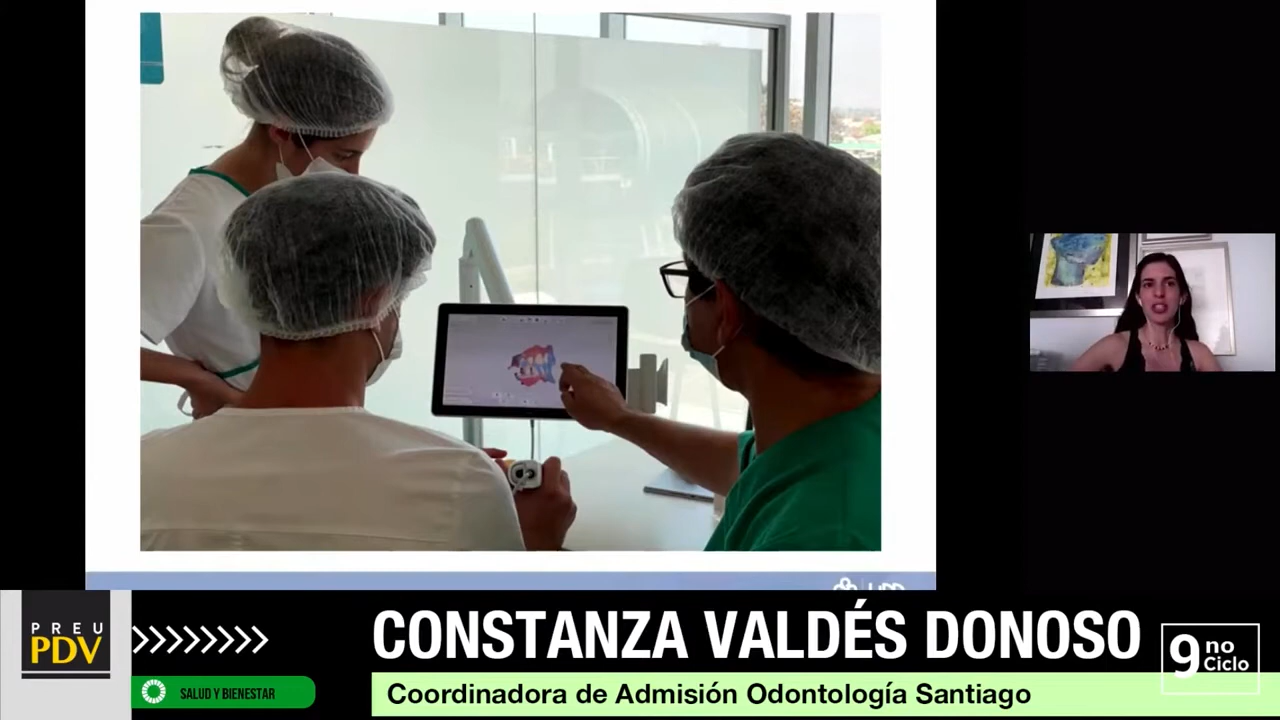 PREU
PDV
SALUD Y BIENESTAR
CONSTANZA VALDÉS DONOSO
Coordinadora de Admisión Odontología Santiago
9no
Ciclo